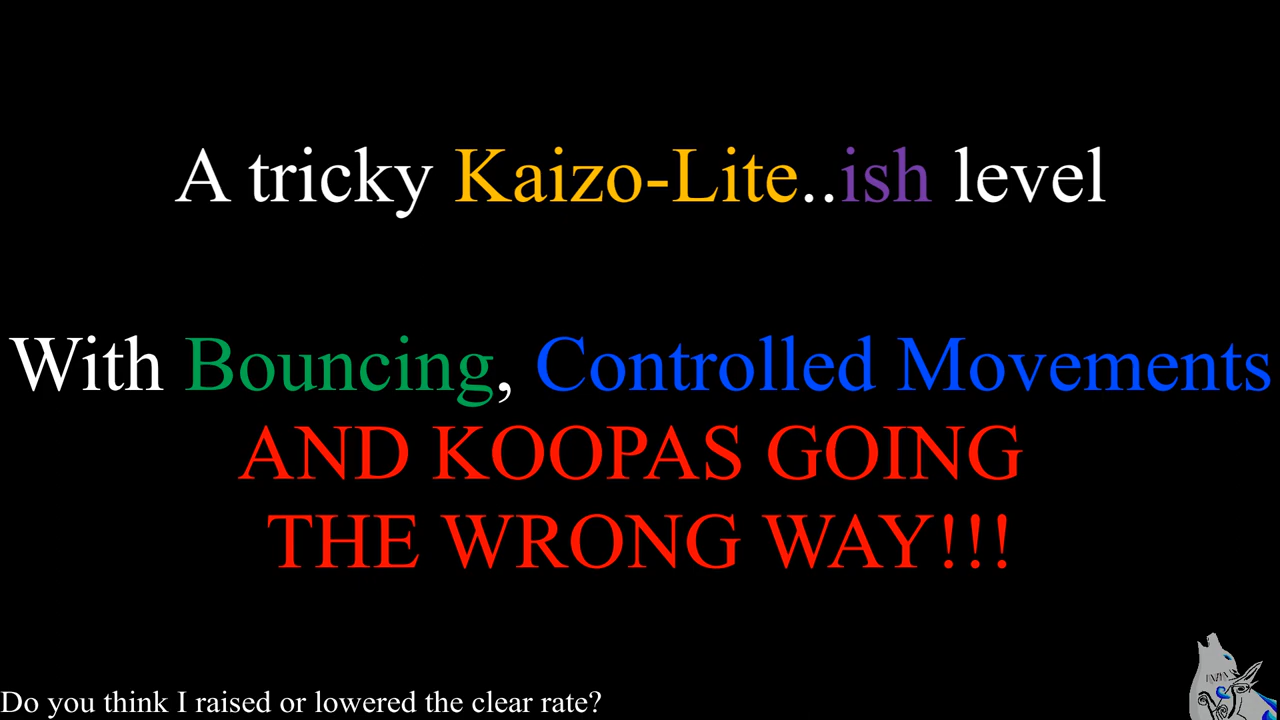 A tricky Kaizo-Lite..ish level
With Bouncing, Controlled Movements
AND KOOPAS GOING
THE WRONG WAY!!!
Do you think I raised or lowered the clear rate?